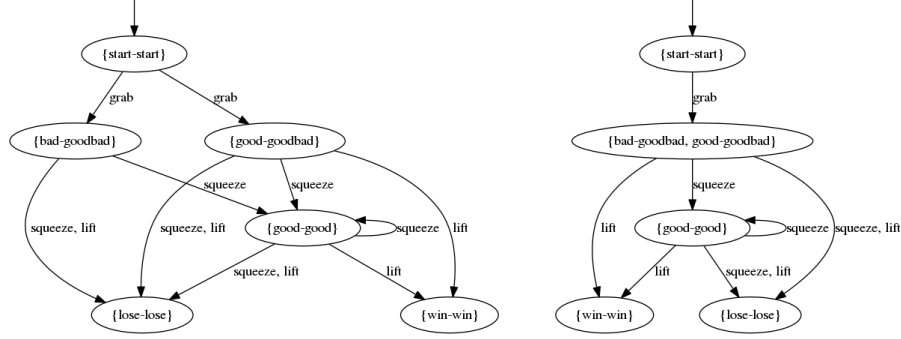 {start-start}
grab
grab
{bad-goodbad}
{good-goodbad}
squeeze
squeeze
squeeze, lift
squeeze, lift
{good-good}
squeeze
lift
squeeze, lift
lift
{lose-lose}
{win-win}
{start-start}
grab
{bad-goodbad, good-goodbad}
squeeze
lift
{good-good}
squeeze
squeeze, lift
lift
squeeze, lift
{win-win}
{lose-lose}